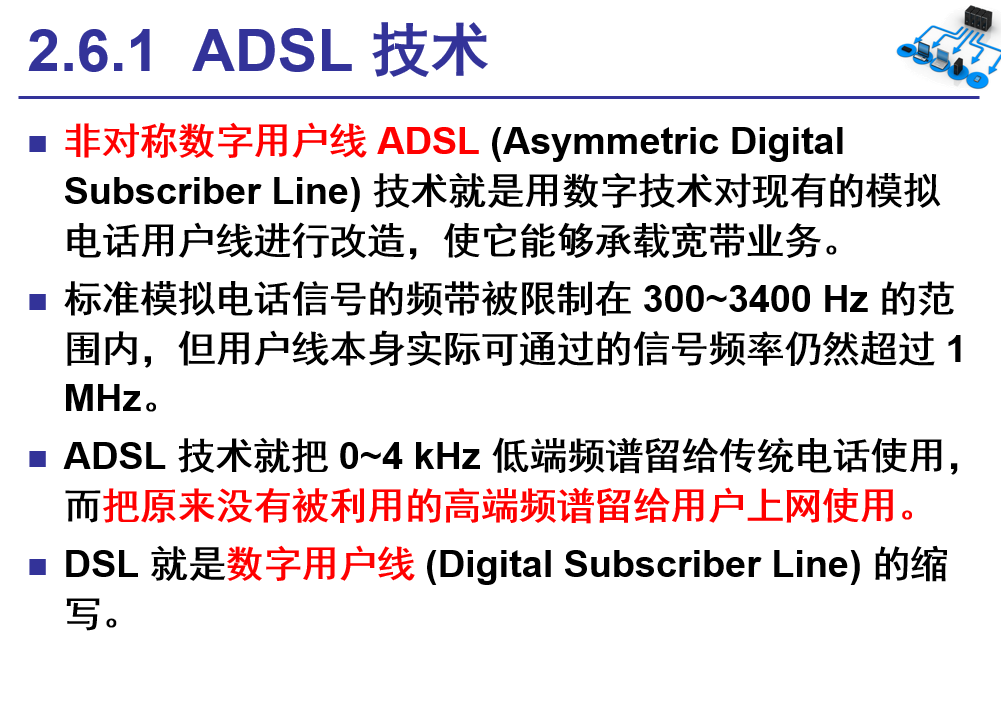 2.6.1 ADSL 技术
非对称数字用户线 ADSL (Asymmetric Digital
Subscriber Line) 技术就是用数字技术对现有的模拟
电话用户线进行改造，使它能够承载宽带业务。
标准模拟电话信号的频带被限制在 300~3400 Hz 的范
围内，但用户线本身实际可通过的信号频率仍然超过 1
MHz。
ADSL 技术就把 0~4 kHz 低端频谱留给传统电话使用，
而把原来没有被利用的高端频谱留给用户上网使用。
DSL 就是数字用户线 (Digital Subscriber Line) 的缩
写。